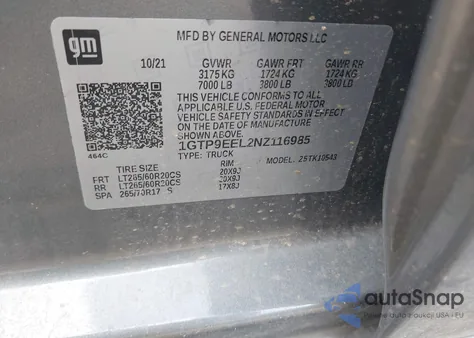 gm
MFD BY GENERAL MOTORS LLC
10/21 GVWR GAWR FRT GAWR RR
3175 KG 1724 KG 1724 KG
7000 LB 3800 LB 3800 LB
THIS VEHICLE CONFORMS TO ALL
APPLICABLE U.S. FEDERAL MOTOR
VEHICLE SAFETY STANDARDS IN EFFECT
ON THE DATE OF MANUFACTURE
SHOWN ABOVE.
1GTP9EEL2NZ116985
464C TYPE: TRUCK MODEL:
TIRE SIZE RIM
FRT LT265/60R20CS 20X9J
RR LT265/60R20CS 20X9J
SPA 265/70R17 S 17X8J
autoSnap
USA - EU